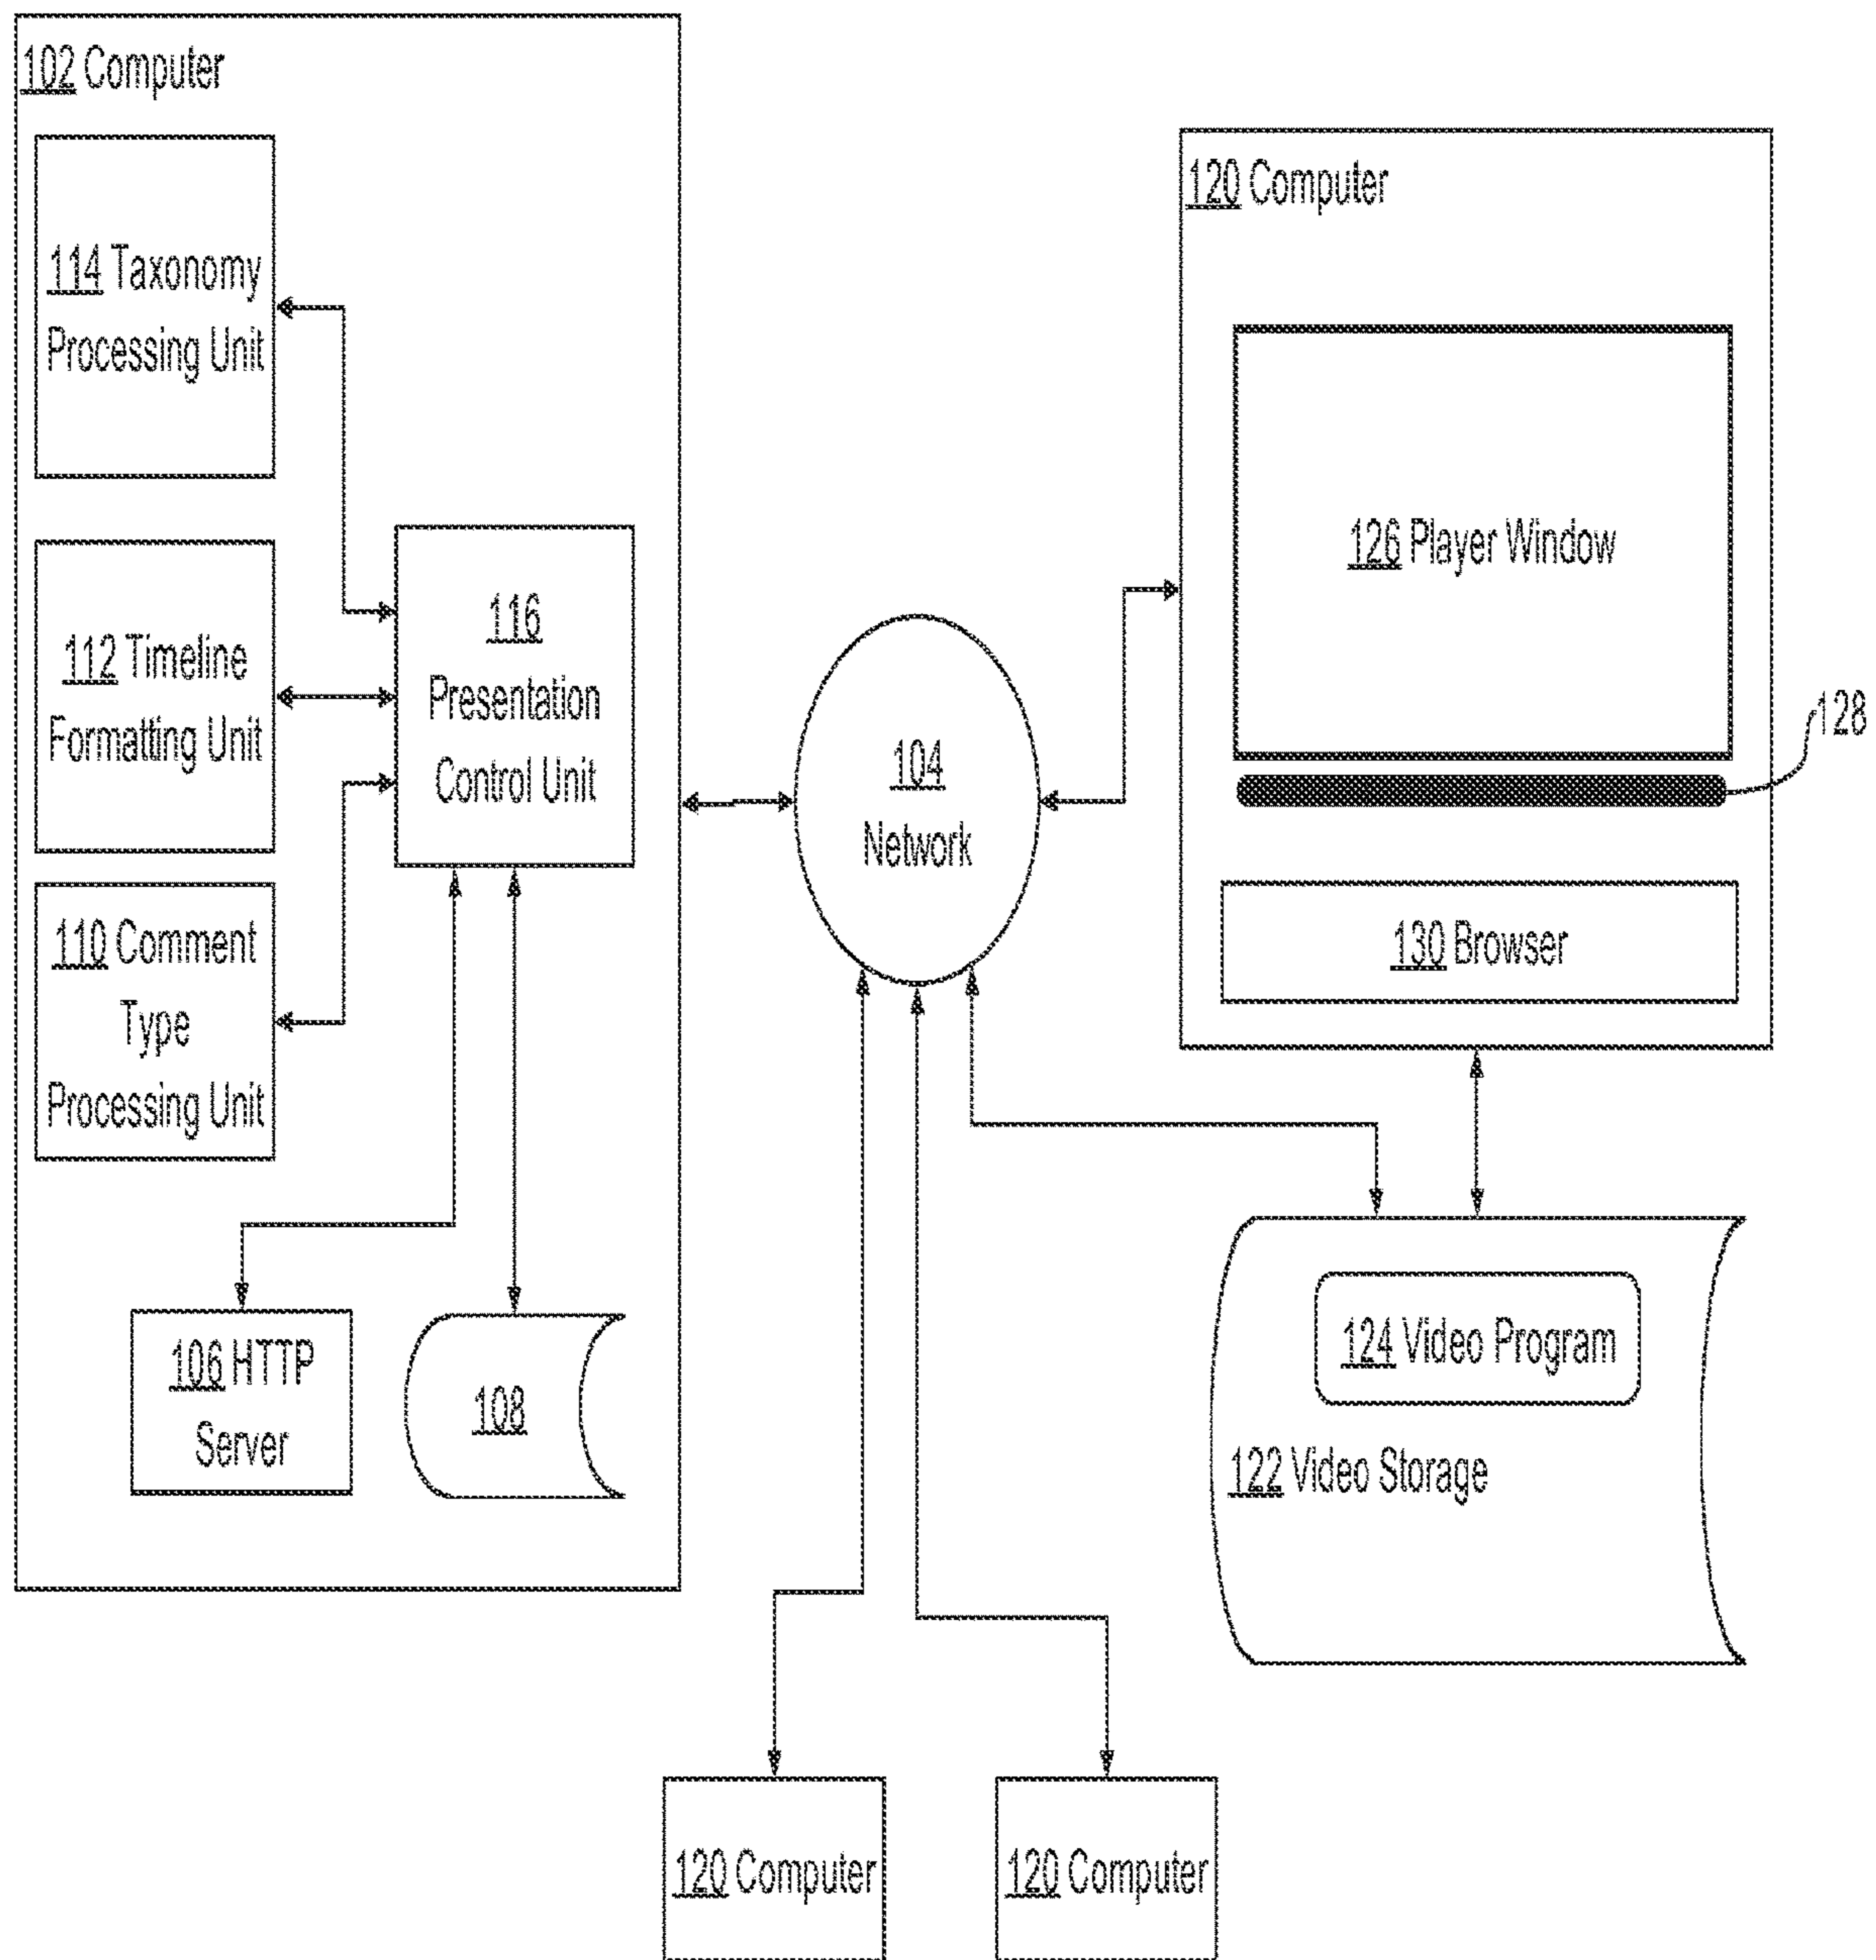 102 Computer
114 Taxonomy
Processing Unit
112 Timeline
Formatting Unit
110 Comment
Type
Processing Unit
116
Presentation
Control Unit
106 HTTP
Server
108
104
Network
120 Computer
126 Player Window
128
130 Browser
124 Video Program
122 Video Storage
120 Computer
120 Computer